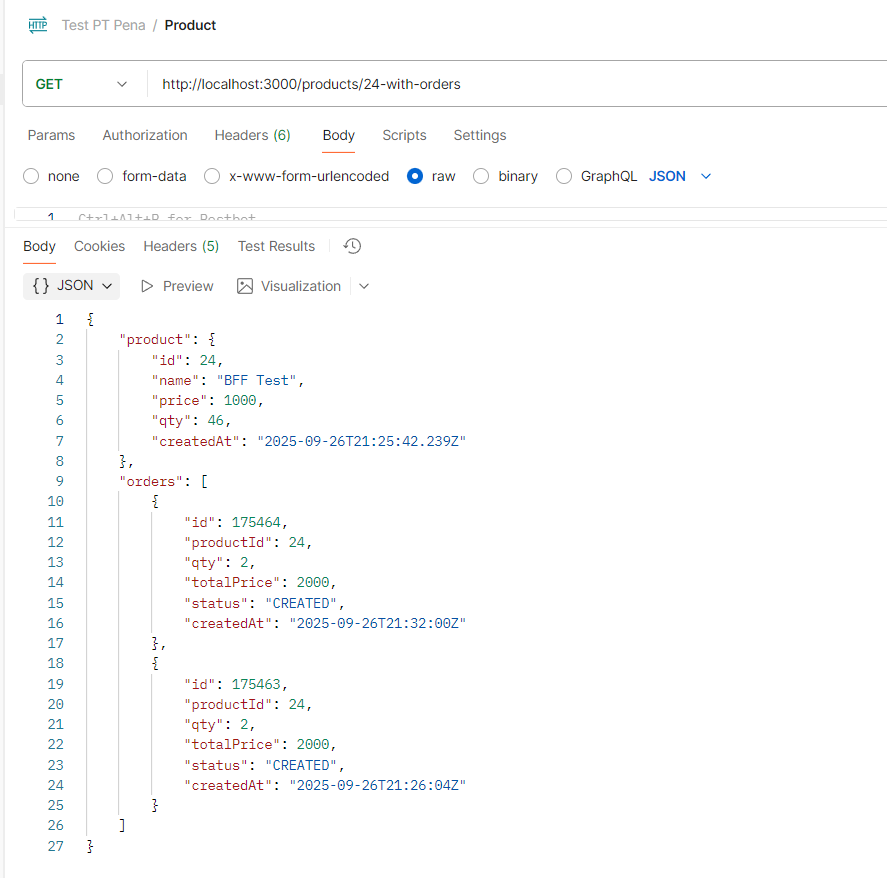 HTTP Test PT Pena / Product
GET http://localhost:3000/products/24-with-orders
Params Authorization Headers (6) Body Scripts Settings
none form-data x-www-form-urlencoded raw binary GraphQL JSON
1 Ctrl+Alt+P for Postbot
Body Cookies Headers (5) Test Results
{} JSON Preview Visualization
1 {
2 "product": {
3 "id": 24,
4 "name": "BFF Test",
5 "price": 1000,
6 "qty": 46,
7 "createdAt": "2025-09-26T21:25:42.239Z"
8 },
9 "orders": [
10 {
11 "id": 175464,
12 "productId": 24,
13 "qty": 2,
14 "totalPrice": 2000,
15 "status": "CREATED",
16 "createdAt": "2025-09-26T21:32:00Z"
17 },
18 {
19 "id": 175463,
20 "productId": 24,
21 "qty": 2,
22 "totalPrice": 2000,
23 "status": "CREATED",
24 "createdAt": "2025-09-26T21:26:04Z"
25 }
26 ]
27 }